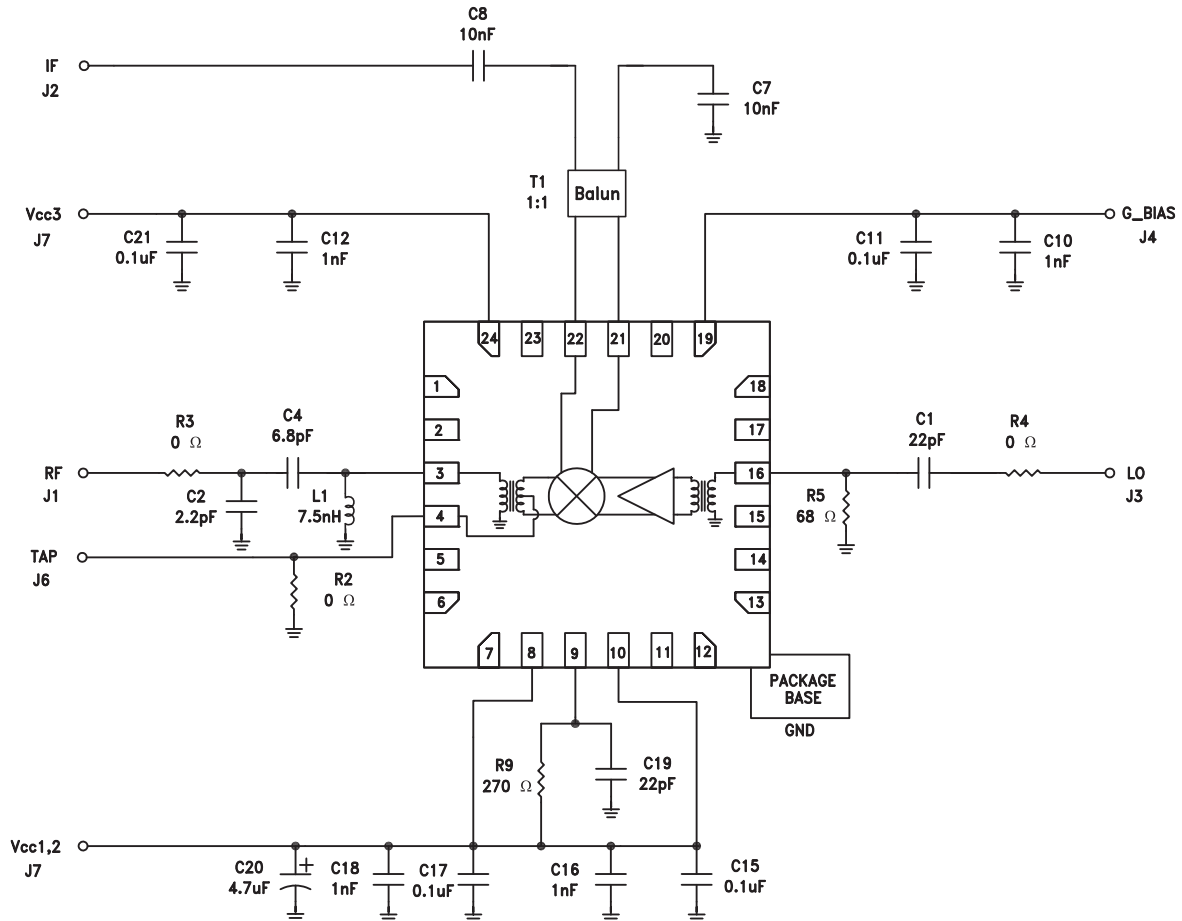 C8
10nF
IF
J2
C7
10nF
T1
1:1
Balun
Vcc3
J7
C21
0.1uF
C12
1nF
C11
0.1uF
C10
1nF
G_BIAS
J4
24
23
22
21
20
19
1
2
3
4
5
6
18
17
16
15
14
13
7
8
9
10
11
12
R3
0 Ω
C4
6.8pF
RF
J1
C2
2.2pF
L1
7.5nH
TAP
J6
R2
0 Ω
C1
22pF
R4
0 Ω
R5
68 Ω
LO
J3
PACKAGE
BASE
GND
R9
270 Ω
C19
22pF
Vcc1,2
J7
C20
4.7uF
+
C18
1nF
C17
0.1uF
C16
1nF
C15
0.1uF